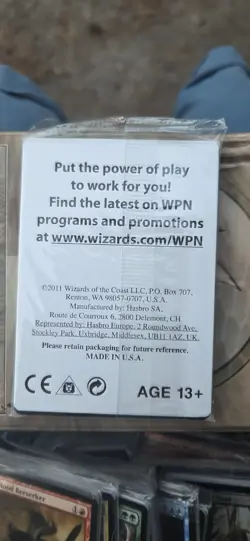 Put the power of play
to work for you!
Find the latest on WPN
programs and promotions
at www.wizards.com/WPN
©2011 Wizards of the Coast LLC, P.O. Box 707,
Renton, WA 98057-0707, U.S.A.
Manufactured by: Hasbro SA,
Route de Courroux 6, 2800 Delemont, CH
Represented by: Hasbro Europe, 2 Roundwood Ave,
Stockley Park, Uxbridge, Middlesex, UB11 1AZ, UK.
Please retain packaging for future reference.
MADE IN U.S.A.
CE
AGE 13+
Berserker